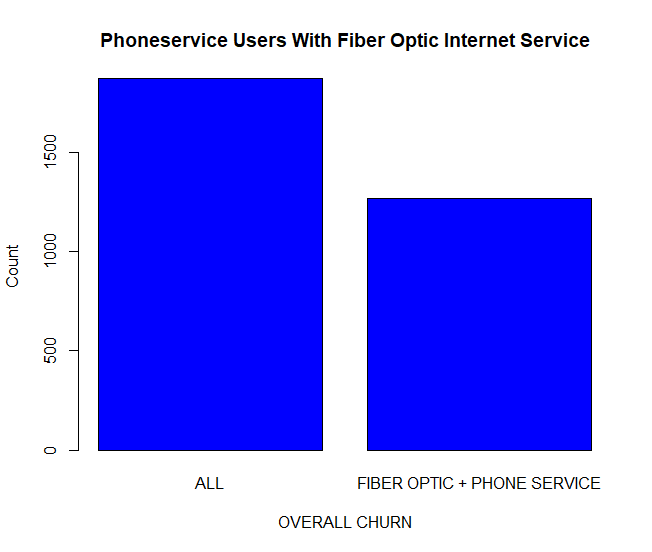 Phoneservice Users With Fiber Optic Internet Service
1500
1000
500
0
Count
ALL
FIBER OPTIC + PHONE SERVICE
OVERALL CHURN